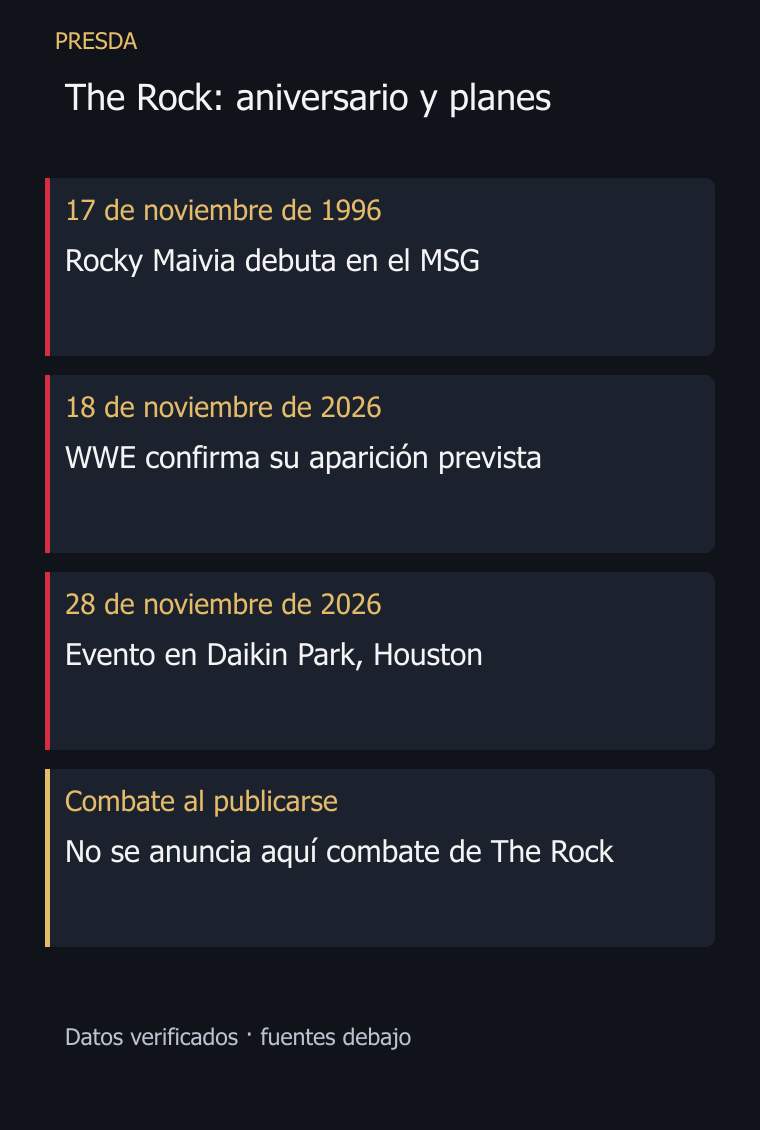 PRESDA
The Rock: aniversario y planes
17 de noviembre de 1996
Rocky Maivia debuta en el MSG
18 de noviembre de 2026
WWE confirma su aparición prevista
28 de noviembre de 2026
Evento en Daikin Park, Houston
Combate al publicarse
No se anuncia aquí combate de The Rock
Datos verificados · fuentes debajo